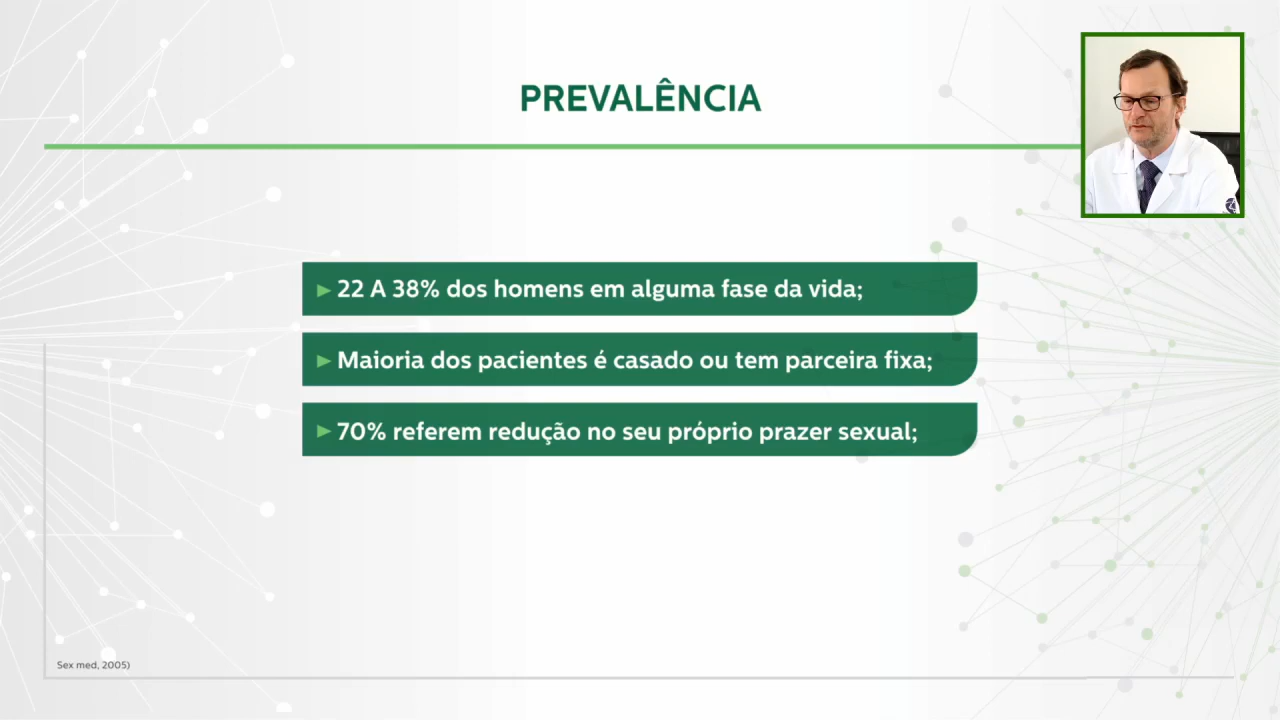 PREVALÊNCIA
22 A 38% dos homens em alguma fase da vida;
Maioria dos pacientes é casado ou tem parceira fixa;
70% referem redução no seu próprio prazer sexual;
Sex med, 2005)